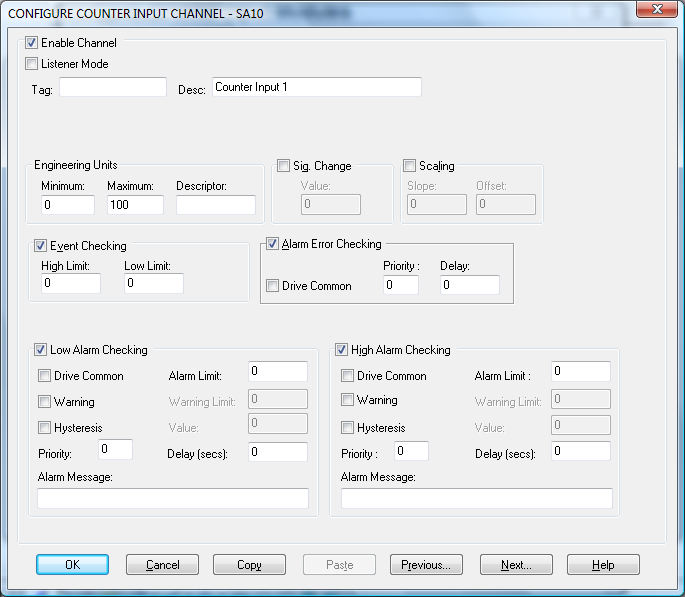 CONFIGURE COUNTER INPUT CHANNEL - SA10
Enable Channel
Listener Mode
Tag: Desc: Counter Input 1
Engineering Units Sig. Change Scaling
Minimum: Maximum: Descriptor: Value: Slope: Offset:
0 100 0 0 0
Event Checking Alarm Error Checking
High Limit: Low Limit: Priority : Delay:
0 0 Drive Common 0 0
Low Alarm Checking High Alarm Checking
Drive Common Alarm Limit: 0 Drive Common Alarm Limit : 0
Warning Warning Limit: 0 Warning Warning Limit: 0
Hysteresis Value: 0 Hysteresis Value: 0
Priority: 0 Delay (secs): 0 Priority : 0 Delay (secs): 0
Alarm Message: Alarm Message:
OK Cancel Copy Paste Previous... Next... Help